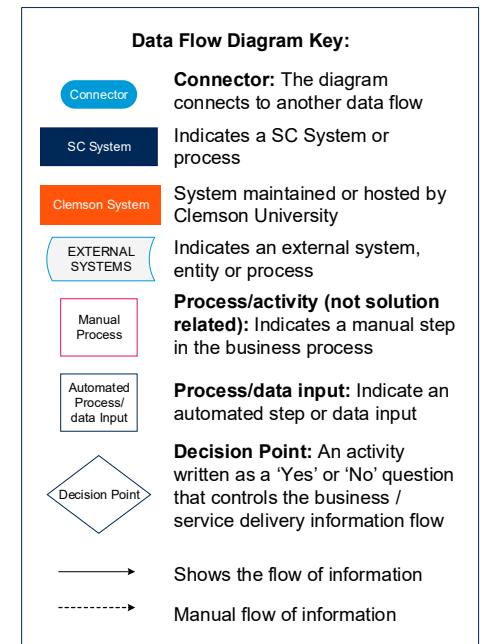 Data Flow Diagram Key:
Connector
Connector: The diagram
connects to another data flow
SC System
Indicates a SC System or
process
Clemson System
System maintained or hosted by
Clemson University
EXTERNAL
SYSTEMS
Indicates an external system,
entity or process
Manual
Process
Process/activity (not solution
related): Indicates a manual step
in the business process
Automated
Process/
data Input
Process/data input: Indicate an
automated step or data input
Decision Point
Decision Point: An activity
written as a ‘Yes’ or ‘No’ question
that controls the business /
service delivery information flow
Shows the flow of information
Manual flow of information